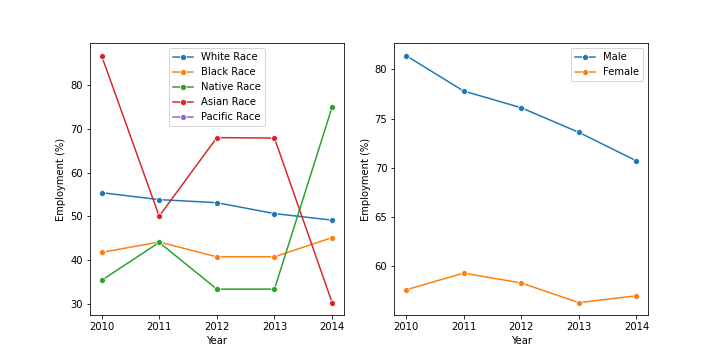 White Race
Black Race
Native Race
Asian Race
Pacific Race
80
70
60
50
40
30
Employment (%)
2010 2011 2012 2013 2014
Year
Male
Female
80
75
70
65
60
Employment (%)
2010 2011 2012 2013 2014
Year